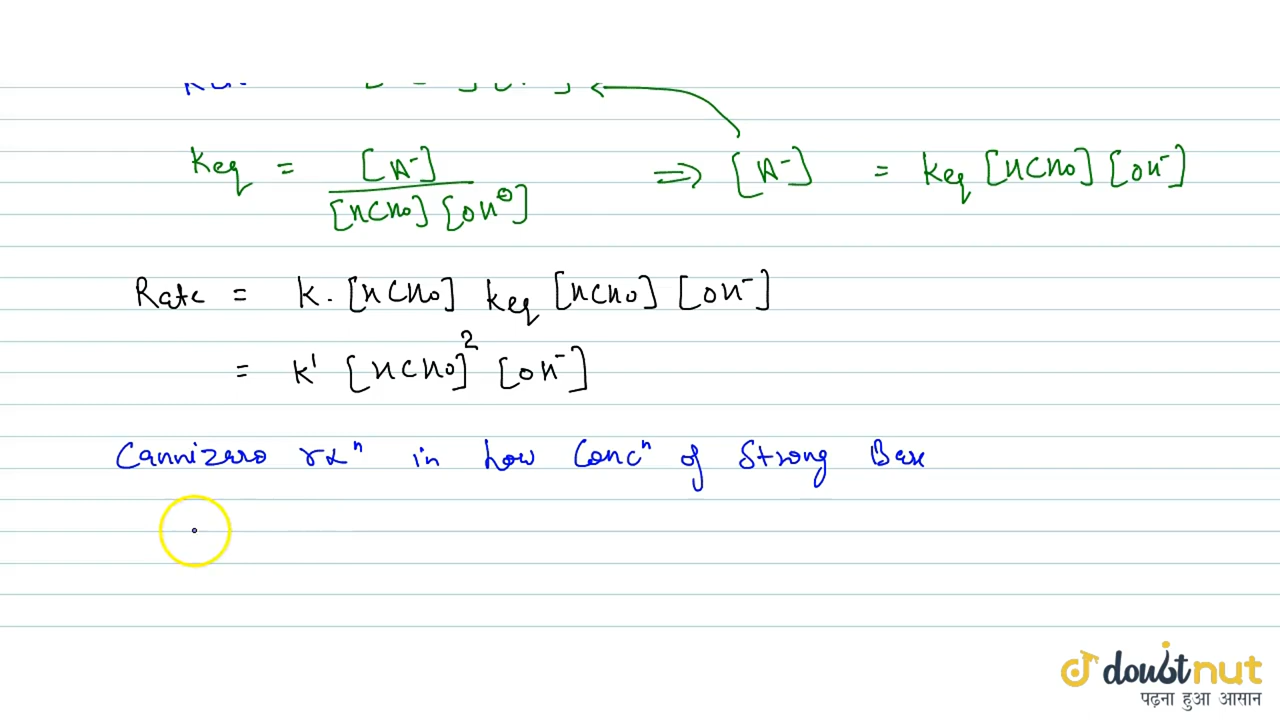 Keq = [A⁻] / [HCHO] [OH⊖] ⇒ [A⁻] = Keq [HCHO] [OH⁻]
Rate = K. [HCHO] Keq [HCHO] [OH⁻]
= K' [HCHO]² [OH⁻]
Cannizero rxⁿ in low Concⁿ of Strong Base
doubtnut
पढ़ना हुआ आसान